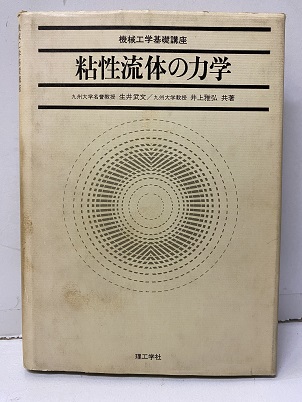 機械工学基礎講座
粘性流体の力学
九州大学名誉教授 生井武文／九州大学教授 井上雅弘 共著
理工学社